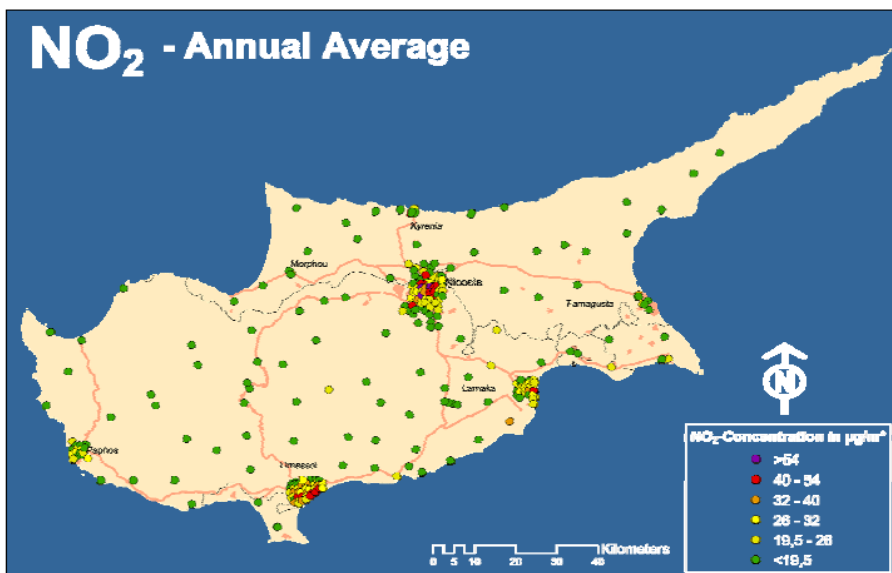 NO2 - Annual Average
Kyrenia
Morphou
Nicosia
Famagusta
Larnaka
Paphos
Limassol
N
NO2-Concentration in µg/m³
>54
40 - 54
32 - 40
26 - 32
19,5 - 26
<19,5
Kilometers
0 5 10 20 30 40